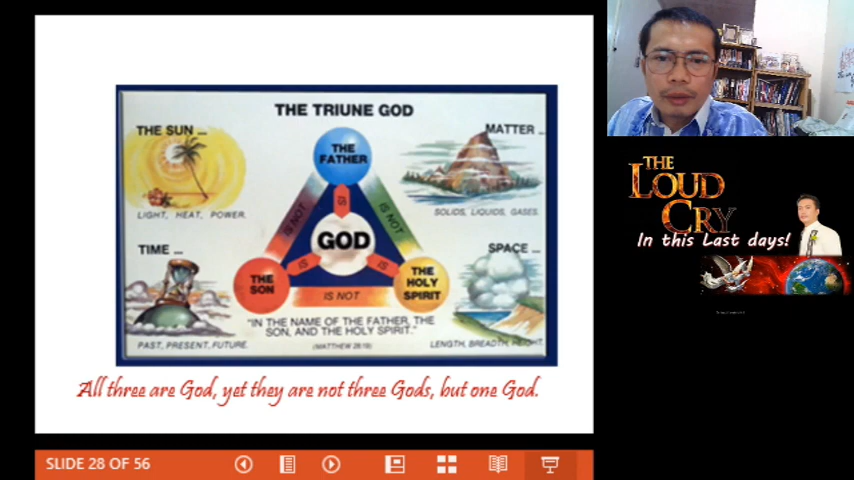 THE TRIUNE GOD
THE SUN ...
LIGHT, HEAT, POWER.
MATTER ...
SOLIDS, LIQUIDS, GASES.
THE
FATHER
IS NOT
IS
IS NOT
GOD
IS
IS
TIME ...
PAST, PRESENT, FUTURE.
SPACE ...
LENGTH, BREADTH, HEIGHT.
THE
SON
THE
HOLY
SPIRIT
IS NOT
"IN THE NAME OF THE FATHER, THE
SON, AND THE HOLY SPIRIT."
(MATTHEW 28:19)
All three are God, yet they are not three Gods, but one God.
SLIDE 28 OF 56
THE
LOUD
CRY
In this Last days!